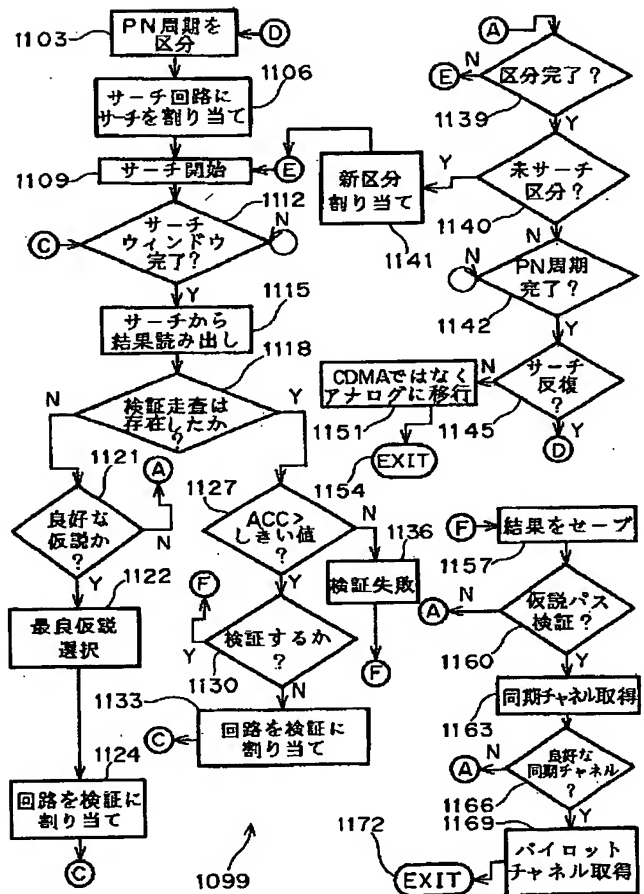 1103
PN周期を
区分
D
1106
サーチ回路に
サーチを割り当て
1109
サーチ開始
E
1112
C
サーチ
ウィンドウ
完了?
N
Y
1115
サーチから
結果読み出し
1118
N
検証走査は
存在したか
?
Y
1121
A
良好な
仮説か
?
N
Y
1122
最良仮説
選択
1124
回路を検証に
割り当て
C
1127
ACC>
しきい値
?
N
Y
1136
検証失敗
F
F
検証するか
?
Y
1130
N
1133
回路を検証に
割り当て
C
1099
A
N
E
区分完了?
1139
Y
未サーチ
区分?
Y
1140
新区分
割り当て
1141
N
N
PN周期
完了?
1142
Y
サーチ
反復
?
N
1145
Y
D
CDMAではなく
アナログに移行
1151
EXIT
1154
F
結果をセーブ
1157
N
A
仮説パス
検証?
1160
Y
同期チャネル取得
1163
N
A
良好な
同期チャネル
?
1166
Y
1169
パイロット
チャネル取得
1172
EXIT